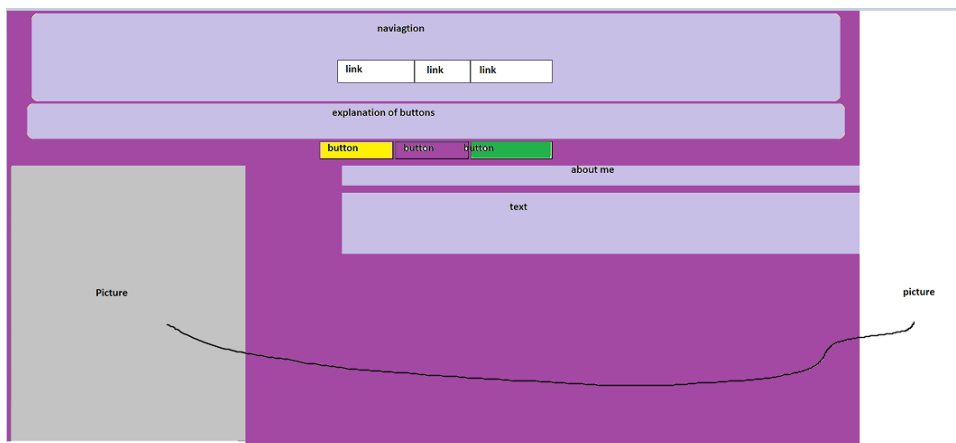 naviagtion
link link link
explanation of buttons
button button button
about me
text
Picture
picture